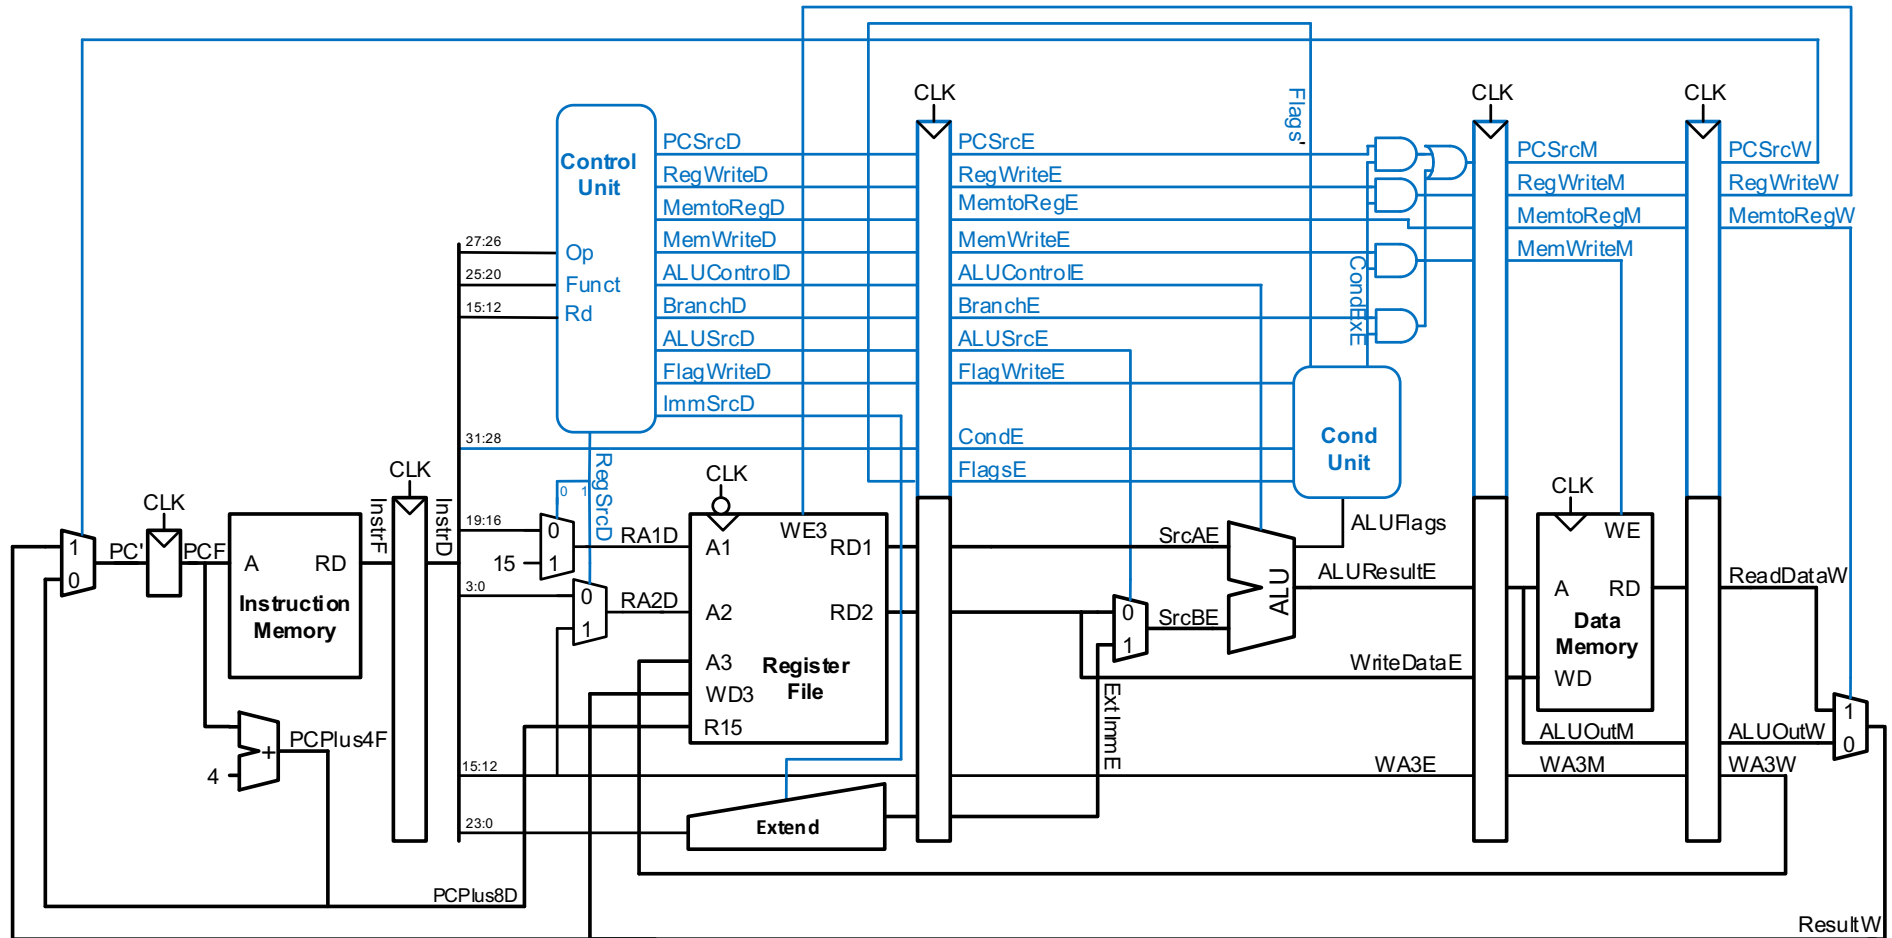 CLK
CLK
CLK
Flags'
Control
Unit
PCSrcD
PCSrcE
PCSrcM
PCSrcW
RegWriteD
RegWriteE
RegWriteM
RegWriteW
MemtoRegD
MemtoRegE
MemtoRegM
MemtoRegW
27:26
Op
MemWriteD
MemWriteE
MemWriteM
25:20
Funct
ALUControlD
ALUControlE
CondExE
15:12
Rd
BranchD
BranchE
ALUSrcD
ALUSrcE
FlagWriteD
FlagWriteE
ImmSrcD
31:28
CondE
Cond
Unit
FlagsE
CLK
CLK
CLK
CLK
InstrF
InstrD
RegSrcD
0 1
19:16
0
15
1
RA1D
A1
WE3
RD1
SrcAE
ALUFlags
WE
1
0
PC'
PCF
A
RD
Instruction
Memory
3:0
0
1
RA2D
A2
RD2
0
1
SrcBE
ALU
ALUResultE
A
RD
Data
Memory
WD
ReadDataW
A3
Register
File
WD3
R15
WriteDataE
ExtImmE
PCPlus4F
+
4
ALUOutM
ALUOutW
1
0
15:12
WA3E
WA3M
WA3W
23:0
Extend
PCPlus8D
ResultW